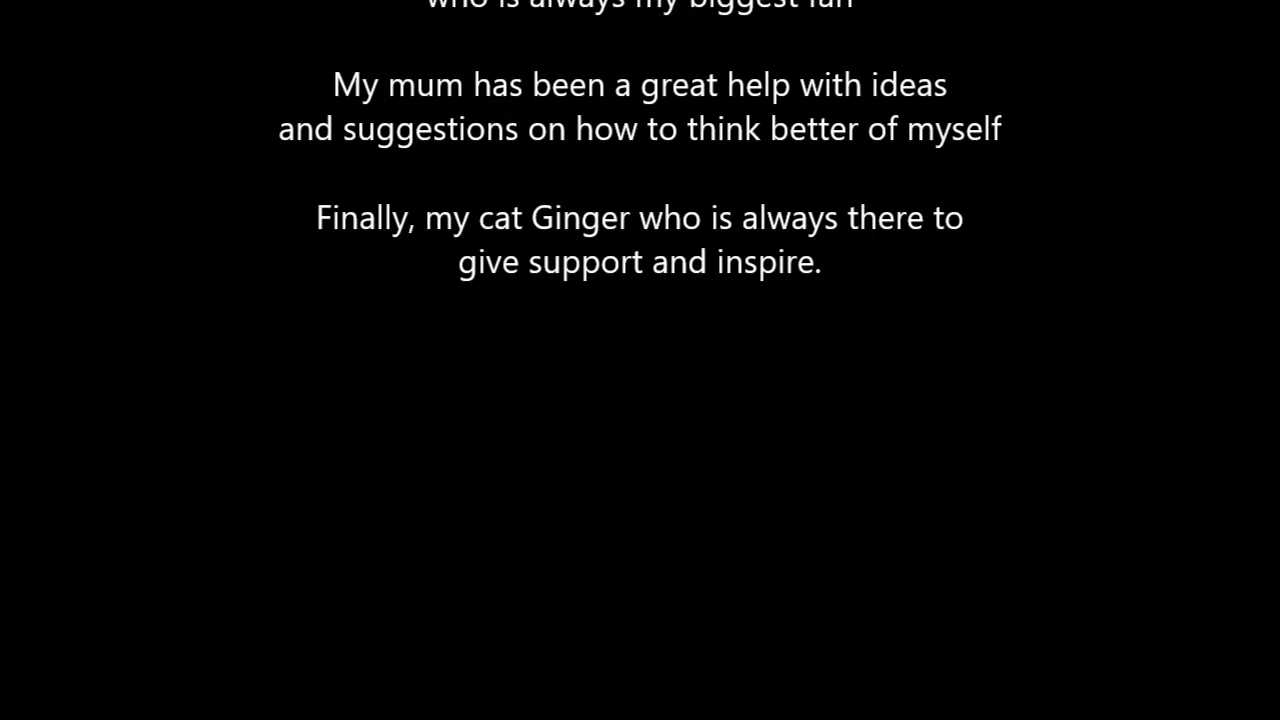 who is always my biggest fan
My mum has been a great help with ideas
and suggestions on how to think better of myself
Finally, my cat Ginger who is always there to
give support and inspire.